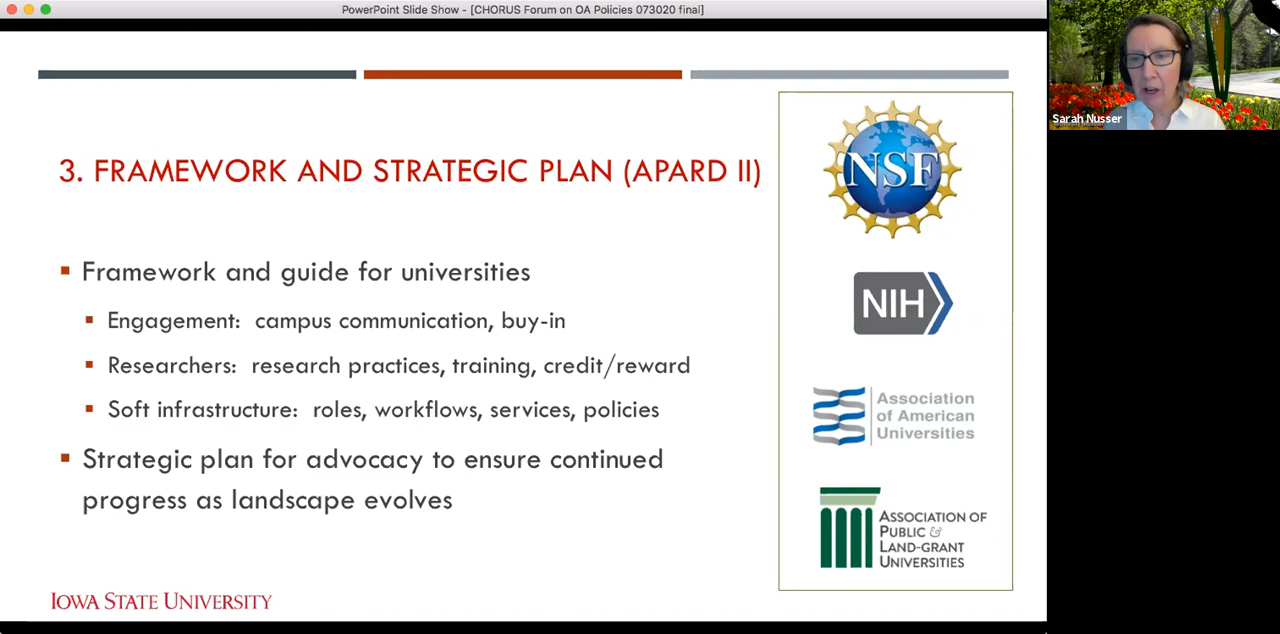 PowerPoint Slide Show - [CHORUS Forum on OA Policies 073020 final]
3. FRAMEWORK AND STRATEGIC PLAN (APARD II)
Framework and guide for universities
Engagement: campus communication, buy-in
Researchers: research practices, training, credit/reward
Soft infrastructure: roles, workflows, services, policies
Strategic plan for advocacy to ensure continued
progress as landscape evolves
IOWA STATE UNIVERSITY
NSF
NIH
Association
of American
Universities
ASSOCIATION OF
PUBLIC &
LAND-GRANT
UNIVERSITIES
Sarah Nusser